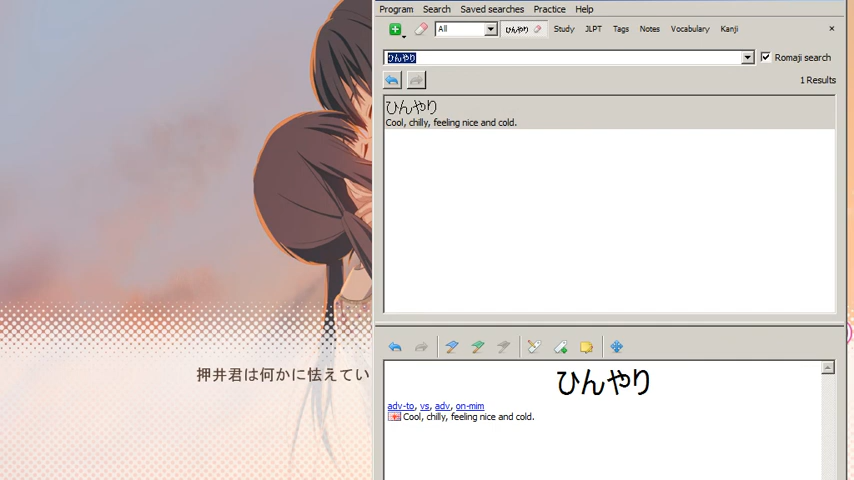 Program Search Saved searches Practice Help
All ひんやり Study JLPT Tags Notes Vocabulary Kanji ×
ひんやり Romaji search
1 Results
ひんやり
Cool, chilly, feeling nice and cold.
押井君は何かに怯えてい
ひんやり
adv-to, vs, adv, on-mim
Cool, chilly, feeling nice and cold.